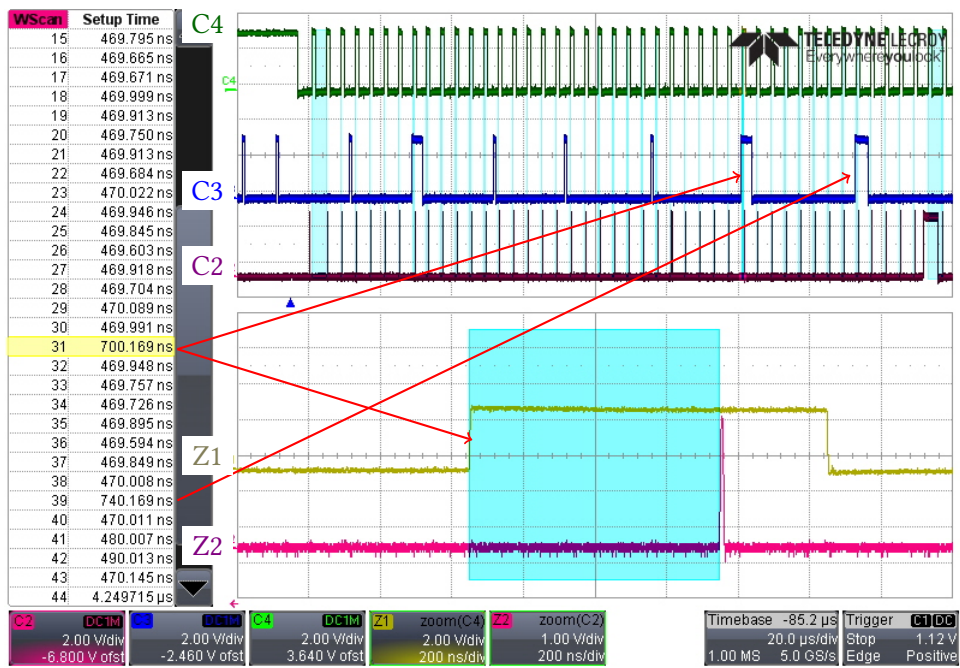 WScan Setup Time
15 469.795 ns
16 469.665 ns
17 469.671 ns
18 469.999 ns
19 469.913 ns
20 469.750 ns
21 469.913 ns
22 469.684 ns
23 470.022 ns
24 469.946 ns
25 469.845 ns
26 469.603 ns
27 469.918 ns
28 469.704 ns
29 470.089 ns
30 469.991 ns
31 700.169 ns
32 469.948 ns
33 469.757 ns
34 469.726 ns
35 469.895 ns
36 469.594 ns
37 469.849 ns
38 470.008 ns
39 740.169 ns
40 470.011 ns
41 480.007 ns
42 490.013 ns
43 470.145 ns
44 4.249715 µs
C4
TELEDYNE LECROY
Everywhereyoulook
C4
C3
C2
Z1
Z2
C2 DC1M
2.00 V/div
-6.800 V ofst
C3 DC1M
2.00 V/div
-2.460 V ofst
C4 DC1M
2.00 V/div
3.640 V ofst
Z1 zoom(C4)
2.00 V/div
200 ns/div
Z2 zoom(C2)
1.00 V/div
200 ns/div
Timebase -85.2 µs
20.0 µs/div
1.00 MS 5.0 GS/s
Trigger C1 DC
Stop 1.12 V
Edge Positive